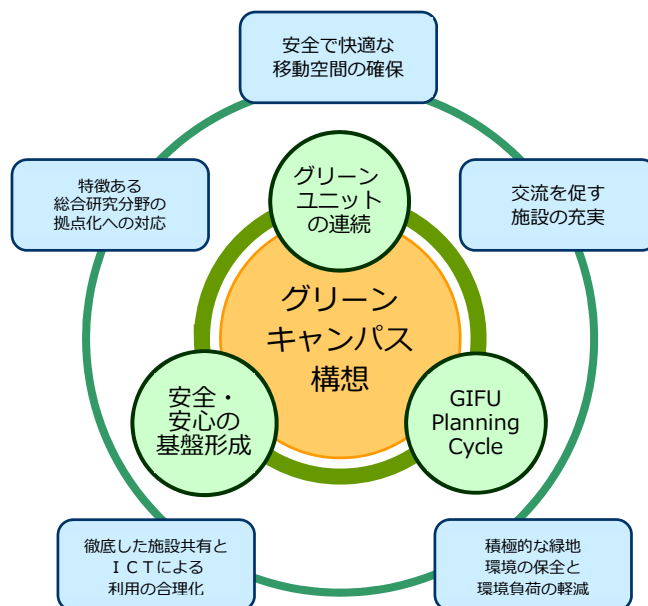 安全で快適な
移動空間の確保
特徴ある
総合研究分野の
拠点化への対応
グリーン
ユニット
の連続
交流を促す
施設の充実
グリーン
キャンパス
構想
安全・
安心の
基盤形成
GIFU
Planning
Cycle
徹底した施設共有と
ＩＣＴによる
利用の合理化
積極的な緑地
環境の保全と
環境負荷の軽減